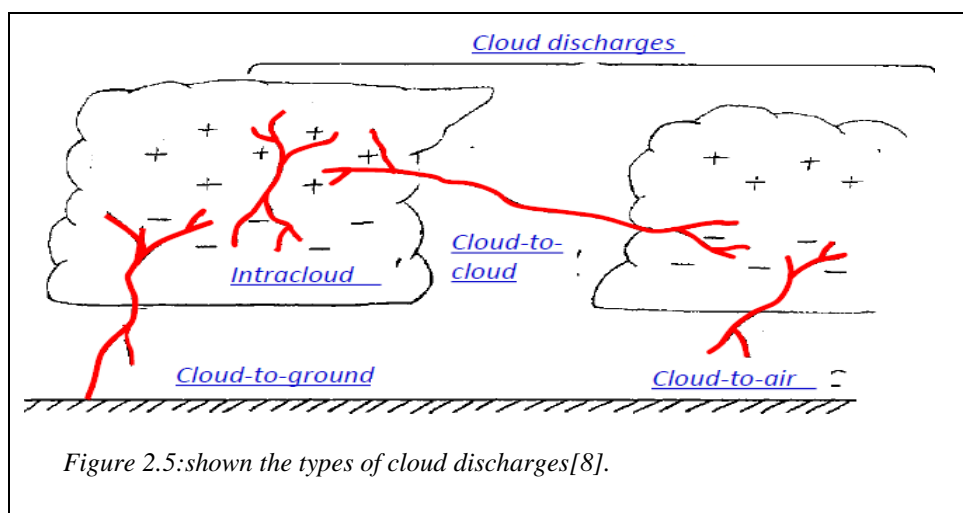 Cloud discharges
Intracloud
Cloud-to-
cloud
Cloud-to-ground
Cloud-to-air
Figure 2.5:shown the types of cloud discharges[8].